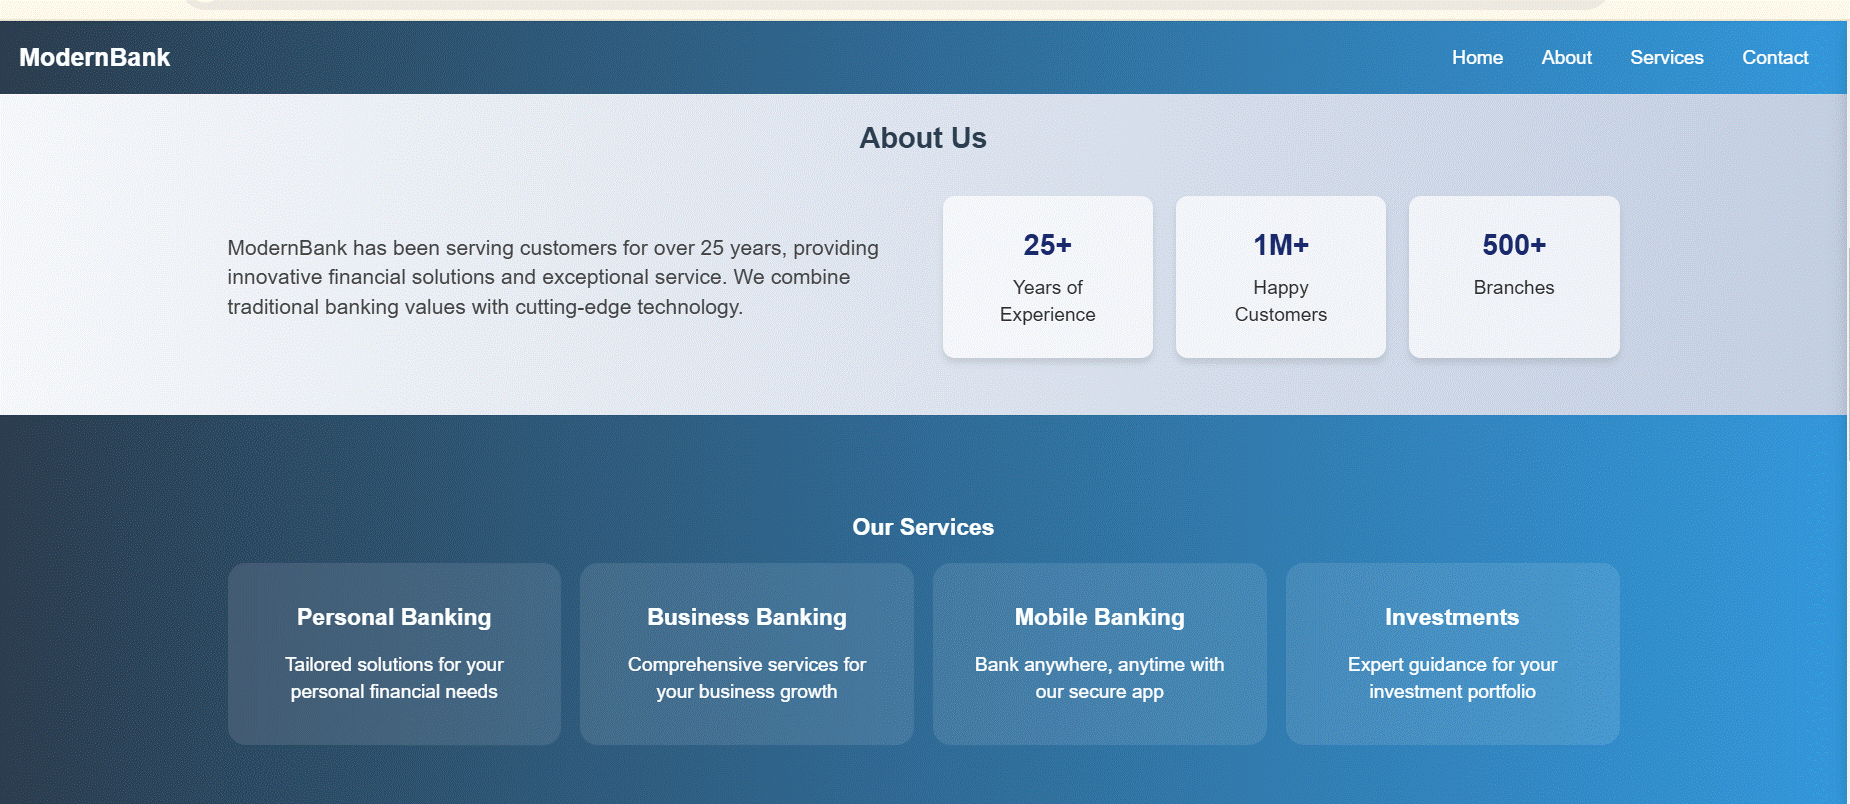 ModernBank
Home About Services Contact
About Us
ModernBank has been serving customers for over 25 years, providing
innovative financial solutions and exceptional service. We combine
traditional banking values with cutting-edge technology.
25+
Years of
Experience
1M+
Happy
Customers
500+
Branches
Our Services
Personal Banking
Tailored solutions for your
personal financial needs
Business Banking
Comprehensive services for
your business growth
Mobile Banking
Bank anywhere, anytime with
our secure app
Investments
Expert guidance for your
investment portfolio